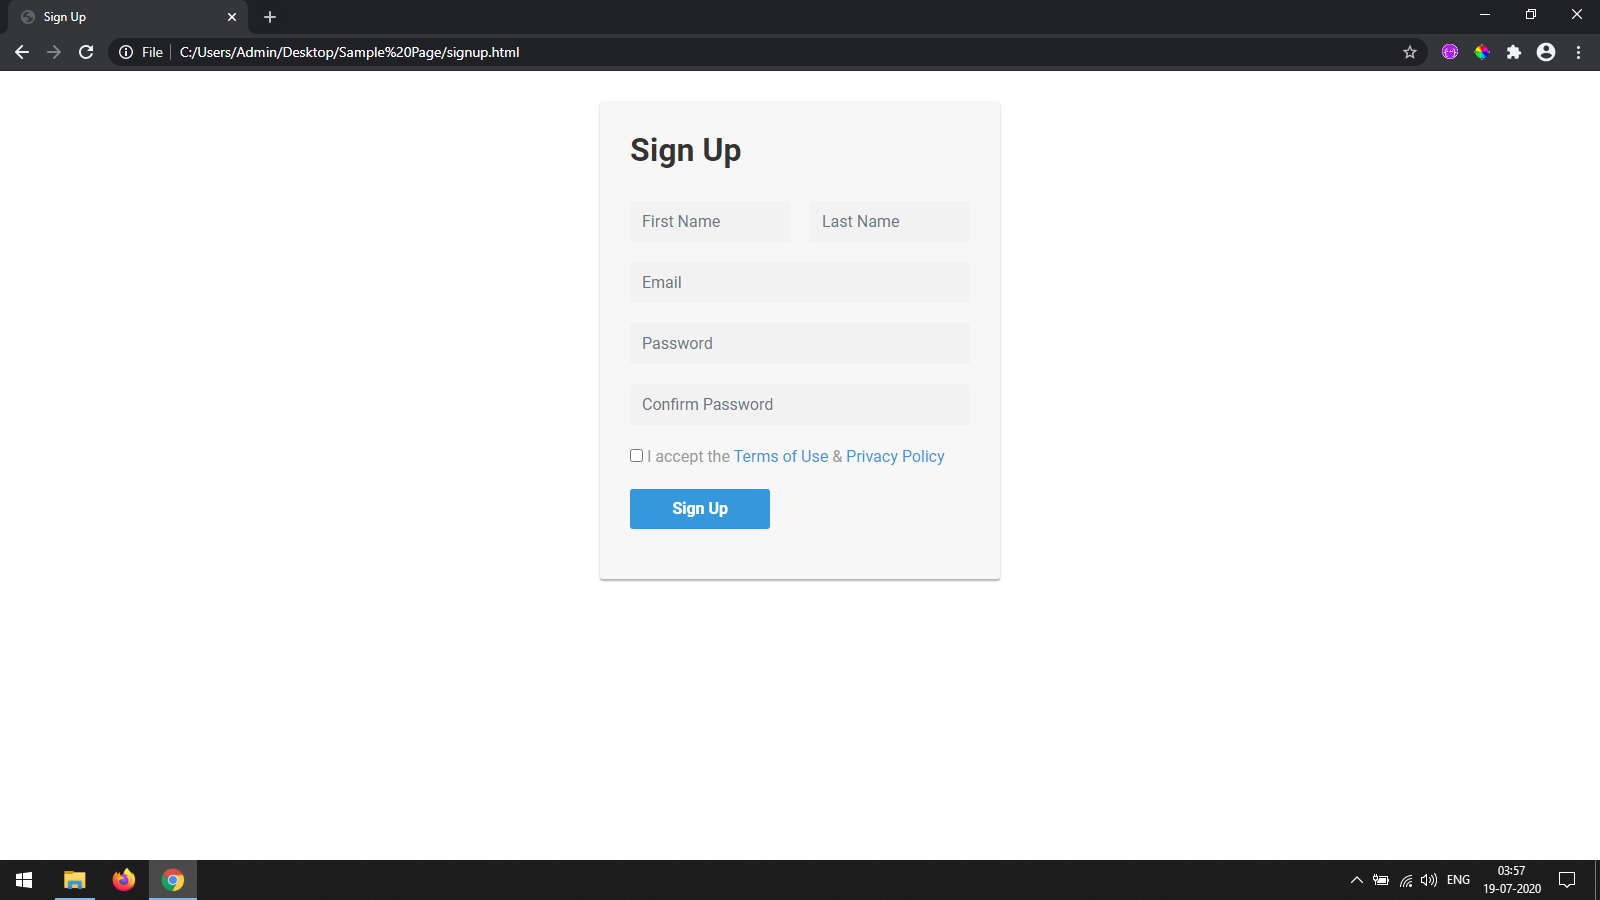 Sign Up
File C:/Users/Admin/Desktop/Sample%20Page/signup.html
Sign Up
First Name Last Name
Email
Password
Confirm Password
I accept the Terms of Use & Privacy Policy
Sign Up
ENG 03:57
19-07-2020